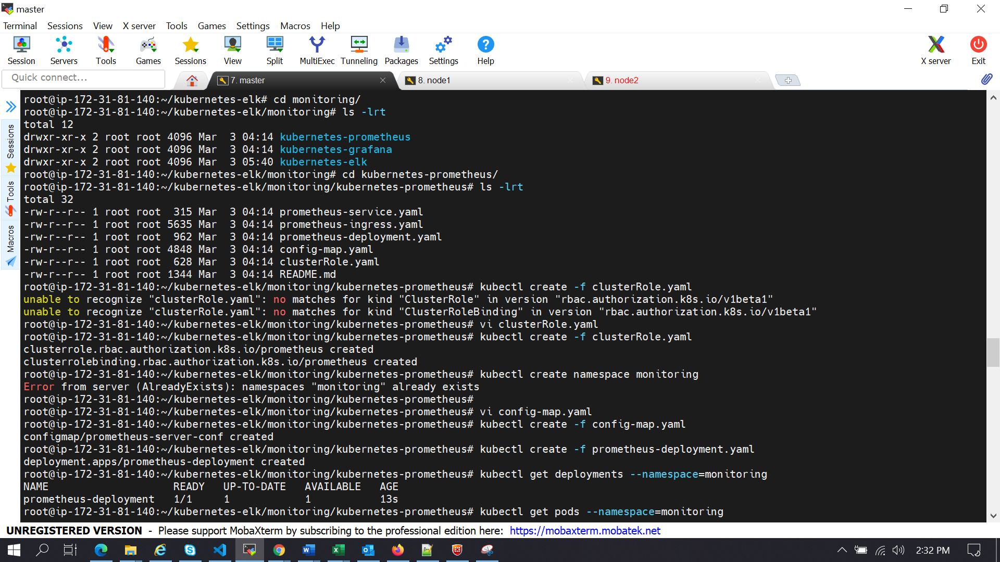 master
Terminal Sessions View X server Tools Games Settings Macros Help
Session Servers Tools Games Sessions View Split MultiExec Tunneling Packages Settings Help X server Exit
Quick connect...
7. master
8. node1
9. node2
Sessions
Tools
Macros
root@ip-172-31-81-140:~/kubernetes-elk# cd monitoring/
root@ip-172-31-81-140:~/kubernetes-elk/monitoring# ls -lrt
total 12
drwxr-xr-x 2 root root 4096 Mar  3 04:14 kubernetes-prometheus
drwxr-xr-x 2 root root 4096 Mar  3 04:14 kubernetes-grafana
drwxr-xr-x 2 root root 4096 Mar  3 05:40 kubernetes-elk
root@ip-172-31-81-140:~/kubernetes-elk/monitoring# cd kubernetes-prometheus/
root@ip-172-31-81-140:~/kubernetes-elk/monitoring/kubernetes-prometheus# ls -lrt
total 32
-rw-r--r-- 1 root root  315 Mar  3 04:14 prometheus-service.yaml
-rw-r--r-- 1 root root 5635 Mar  3 04:14 prometheus-ingress.yaml
-rw-r--r-- 1 root root  962 Mar  3 04:14 prometheus-deployment.yaml
-rw-r--r-- 1 root root 4848 Mar  3 04:14 config-map.yaml
-rw-r--r-- 1 root root  628 Mar  3 04:14 clusterRole.yaml
-rw-r--r-- 1 root root 1344 Mar  3 04:14 README.md
root@ip-172-31-81-140:~/kubernetes-elk/monitoring/kubernetes-prometheus# kubectl create -f clusterRole.yaml
unable to recognize "clusterRole.yaml": no matches for kind "ClusterRole" in version "rbac.authorization.k8s.io/v1beta1"
unable to recognize "clusterRole.yaml": no matches for kind "ClusterRoleBinding" in version "rbac.authorization.k8s.io/v1beta1"
root@ip-172-31-81-140:~/kubernetes-elk/monitoring/kubernetes-prometheus# vi clusterRole.yaml
root@ip-172-31-81-140:~/kubernetes-elk/monitoring/kubernetes-prometheus# kubectl create -f clusterRole.yaml
clusterrole.rbac.authorization.k8s.io/prometheus created
clusterrolebinding.rbac.authorization.k8s.io/prometheus created
root@ip-172-31-81-140:~/kubernetes-elk/monitoring/kubernetes-prometheus# kubectl create namespace monitoring
Error from server (AlreadyExists): namespaces "monitoring" already exists
root@ip-172-31-81-140:~/kubernetes-elk/monitoring/kubernetes-prometheus#
root@ip-172-31-81-140:~/kubernetes-elk/monitoring/kubernetes-prometheus# vi config-map.yaml
root@ip-172-31-81-140:~/kubernetes-elk/monitoring/kubernetes-prometheus# kubectl create -f config-map.yaml
configmap/prometheus-server-conf created
root@ip-172-31-81-140:~/kubernetes-elk/monitoring/kubernetes-prometheus# kubectl create -f prometheus-deployment.yaml
deployment.apps/prometheus-deployment created
root@ip-172-31-81-140:~/kubernetes-elk/monitoring/kubernetes-prometheus# kubectl get deployments --namespace=monitoring
NAME                    READY   UP-TO-DATE   AVAILABLE   AGE
prometheus-deployment   1/1     1            1           13s
root@ip-172-31-81-140:~/kubernetes-elk/monitoring/kubernetes-prometheus# kubectl get pods --namespace=monitoring
UNREGISTERED VERSION - Please support MobaXterm by subscribing to the professional edition here: https://mobaxterm.mobatek.net
2:32 PM